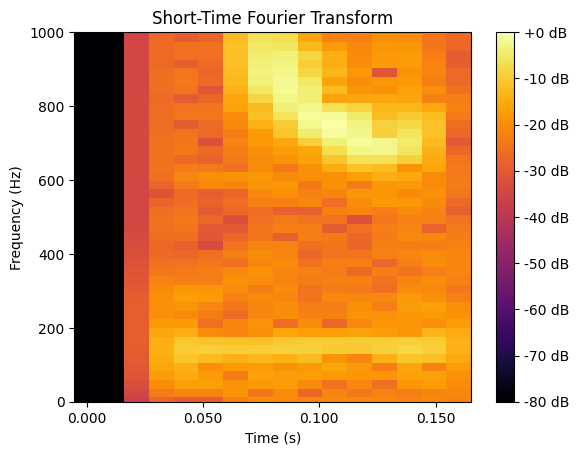 Short-Time Fourier Transform
1000
800
600
400
200
0
Frequency (Hz)
0.000
0.050
0.100
0.150
Time (s)
+0 dB
-10 dB
-20 dB
-30 dB
-40 dB
-50 dB
-60 dB
-70 dB
-80 dB